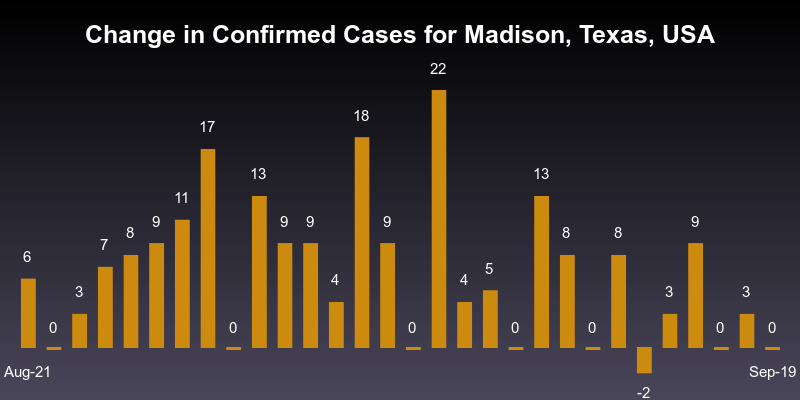 Change in Confirmed Cases for Madison, Texas, USA
6 0 3 7 8 9 11 17 0 13 9 9 4 18 9 0 22 4 5 0 13 8 0 8 -2 3 9 0 3 0
Aug-21 Sep-19